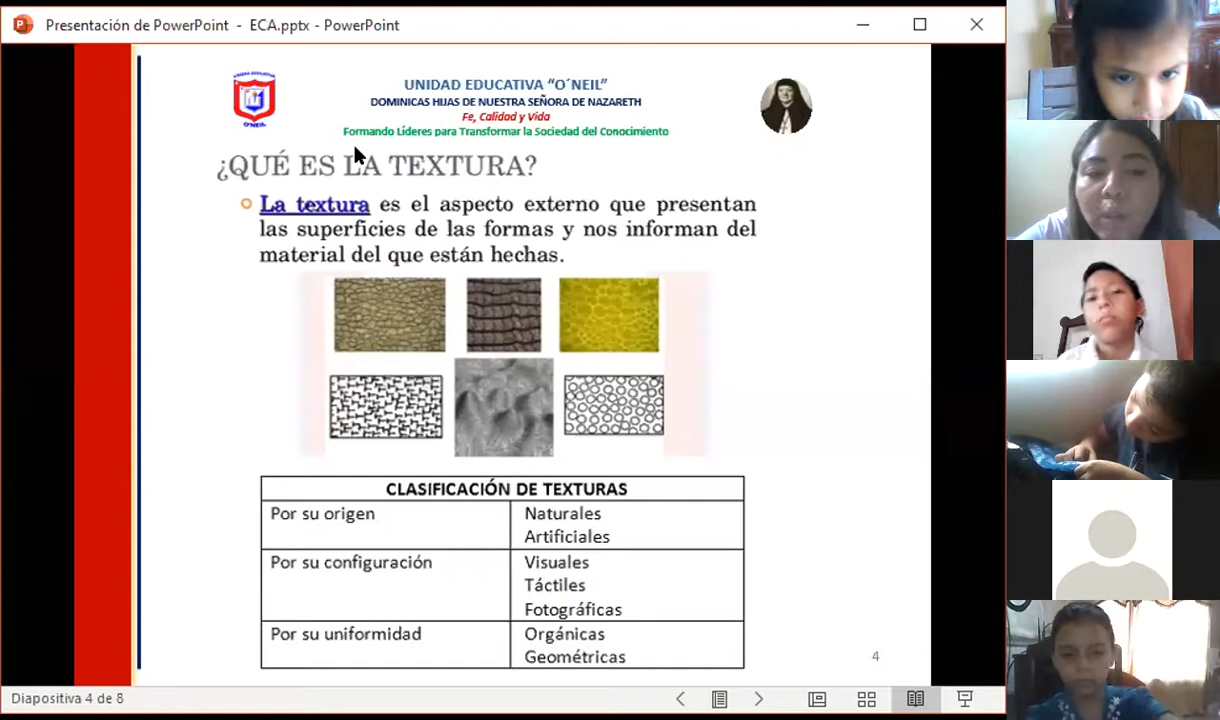 Presentación de PowerPoint - ECA.pptx - PowerPoint
UNIDAD EDUCATIVA
O´NEIL
UNIDAD EDUCATIVA “O´NEIL”
DOMINICAS HIJAS DE NUESTRA SEÑORA DE NAZARETH
Fe, Calidad y Vida
Formando Líderes para Transformar la Sociedad del Conocimiento
¿QUÉ ES LA TEXTURA?
La textura es el aspecto externo que presentan
las superficies de las formas y nos informan del
material del que están hechas.
CLASIFICACIÓN DE TEXTURAS
Por su origen
Naturales
Artificiales
Por su configuración
Visuales
Táctiles
Fotográficas
Por su uniformidad
Orgánicas
Geométricas
4
Diapositiva 4 de 8